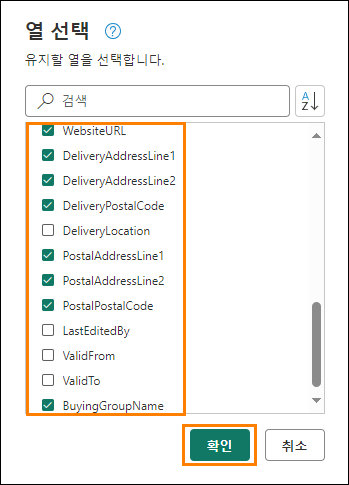 열 선택
유지할 열을 선택합니다.
검색
A
Z
WebsiteURL
DeliveryAddressLine1
DeliveryAddressLine2
DeliveryPostalCode
DeliveryLocation
PostalAddressLine1
PostalAddressLine2
PostalPostalCode
LastEditedBy
ValidFrom
ValidTo
BuyingGroupName
확인 취소